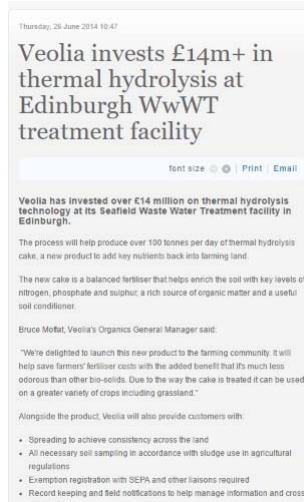 Thursday, 26 June 2014 10:47
Veolia invests £14m+ in
thermal hydrolysis at
Edinburgh WwWT
treatment facility
font size Print Email
Veolia has invested over £14 million on thermal hydrolysis
technology at its Seafield Waste Water Treatment facility in
Edinburgh.
The process will help produce over 100 tonnes per day of thermal hydrolysis
cake, a new product to add key nutrients back into farming land.
The new cake is a balanced fertiliser that helps enrich the soil with key levels of
nitrogen, phosphate and sulphur, a rich source of organic matter and a useful
soil conditioner.
Bruce Moffat, Veolia's Organics General Manager said:
"We're delighted to launch this new product to the farming community. It will
help save farmers' fertiliser costs with the added benefit that it's much less
odorous than other bio-solids. Due to the way the cake is treated it can be used
on a greater variety of crops including grassland."
Alongside the product, Veolia will also provide customers with:
• Spreading to achieve consistency across the land
• All necessary soil sampling in accordance with sludge use in agricultural
regulations
• Exemption registration with SEPA and other liaisons required
• Record keeping and field notifications to help manage information and cross